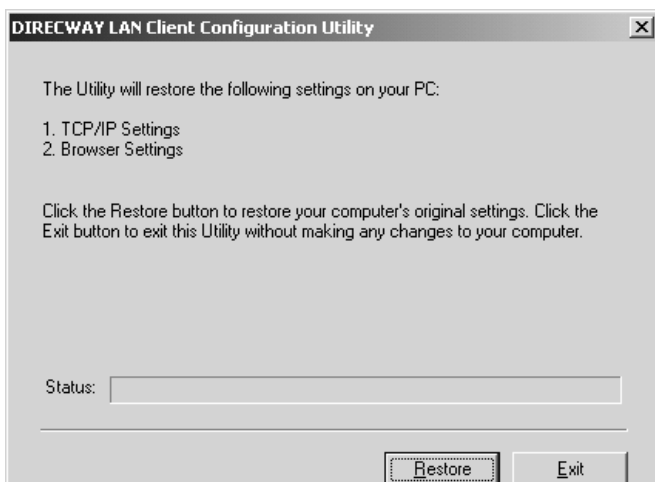 DIRECWAY LAN Client Configuration Utility
The Utility will restore the following settings on your PC:
1. TCP/IP Settings
2. Browser Settings
Click the Restore button to restore your computer's original settings. Click the
Exit button to exit this Utility without making any changes to your computer.
Status:
Restore Exit